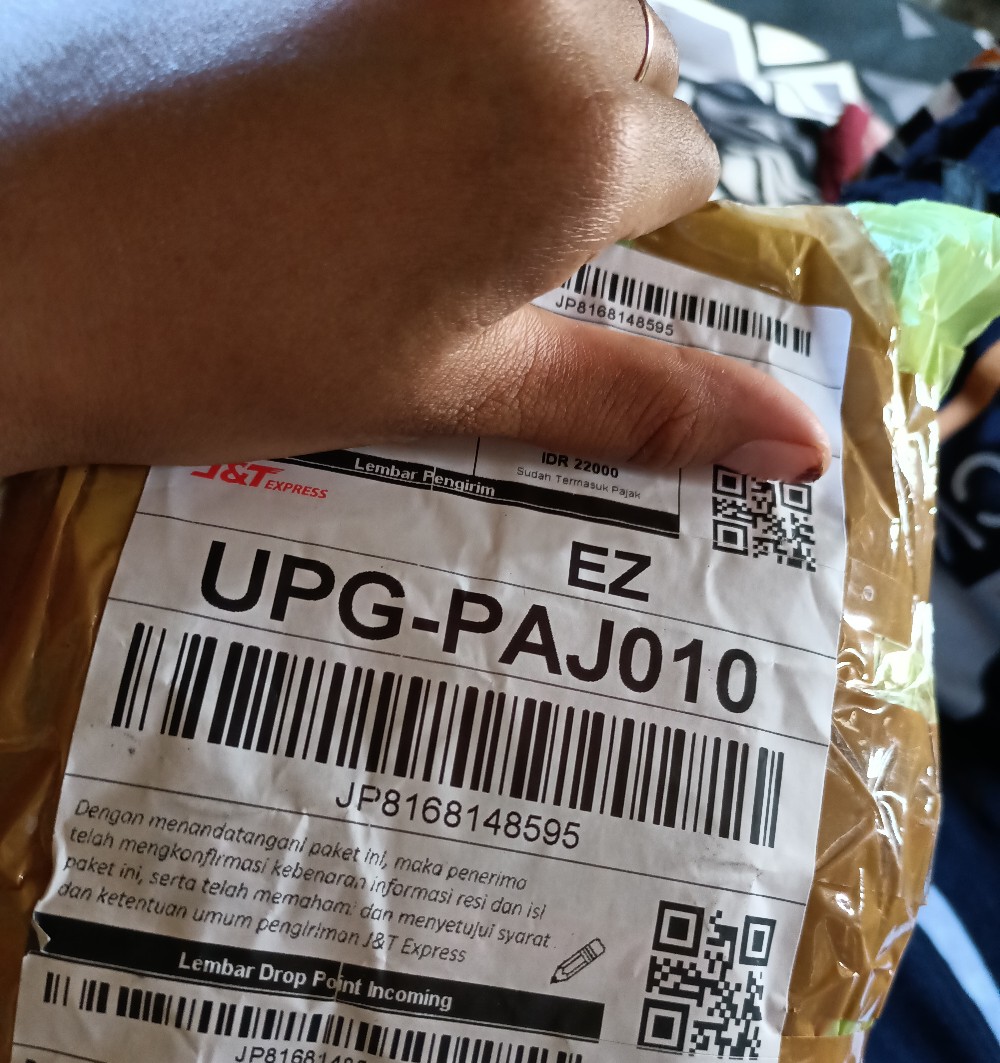 JP8168148595
IDR 22000
Sudah Termasuk Pajak
Lembar Pengirim
J&T EXPRESS
EZ
UPG-PAJ010
JP8168148595
Dengan menandatangani paket ini, maka penerima
telah mengkonfirmasi kebenaran informasi resi dan isi
paket ini, serta telah memahami dan menyetujui syarat
dan ketentuan umum pengiriman J&T Express
Lembar Drop Point Incoming